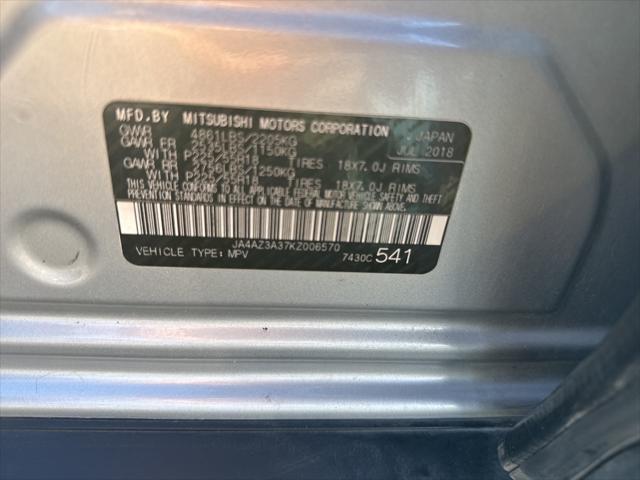 MFD.BY MITSUBISHI MOTORS CORPORATION JAPAN
GVWR 4861LBS/2205KG JUL 2018
GAWR FR 2535LBS/1150KG
WITH P225/55R18 TIRES 18X7.0J RIMS
GAWR RR 1250KG
WITH TIRES 18X7.0J RIMS
THIS VEHICLE CONFORMS TO ALL APPLICABLE FEDERAL MOTOR VEHICLE SAFETY AND THEFT
PREVENTION STANDARDS IN EFFECT ON THE DATE OF MANUFACTURE SHOWN ABOVE.
JA4AZ3A37KZ006570
VEHICLE TYPE: MPV 7430C 541